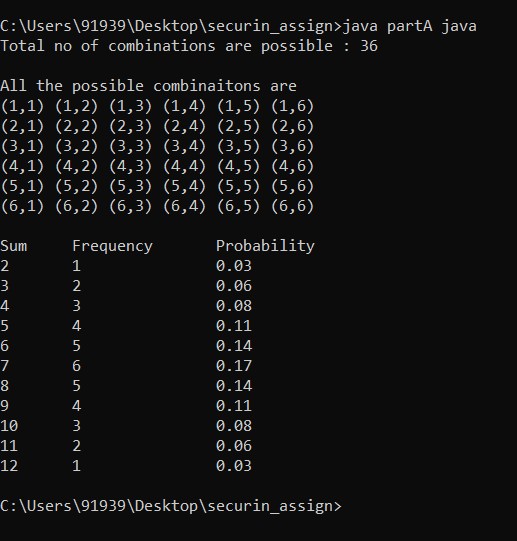 C:\Users\91939\Desktop\securin_assign>java partA java
Total no of combinations are possible : 36
All the possible combinaitons are
(1,1) (1,2) (1,3) (1,4) (1,5) (1,6)
(2,1) (2,2) (2,3) (2,4) (2,5) (2,6)
(3,1) (3,2) (3,3) (3,4) (3,5) (3,6)
(4,1) (4,2) (4,3) (4,4) (4,5) (4,6)
(5,1) (5,2) (5,3) (5,4) (5,5) (5,6)
(6,1) (6,2) (6,3) (6,4) (6,5) (6,6)
Sum Frequency Probability
2 1 0.03
3 2 0.06
4 3 0.08
5 4 0.11
6 5 0.14
7 6 0.17
8 5 0.14
9 4 0.11
10 3 0.08
11 2 0.06
12 1 0.03
C:\Users\91939\Desktop\securin_assign>